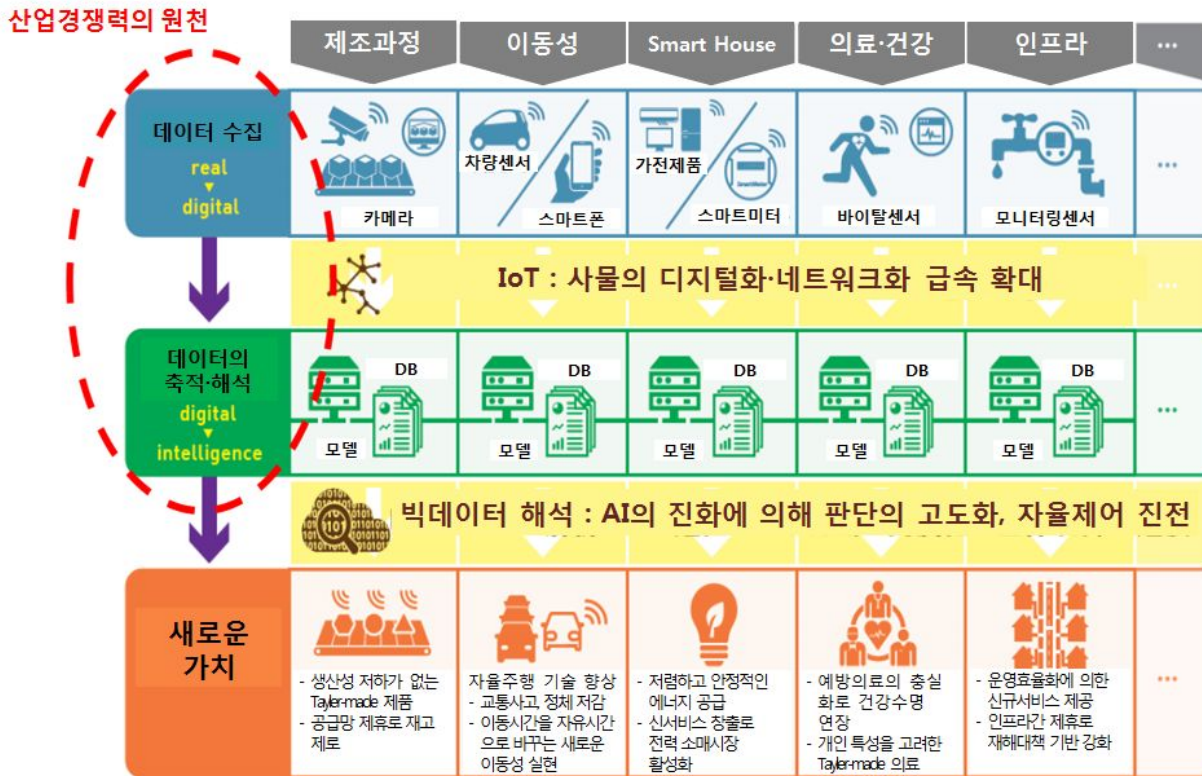 산업경쟁력의 원천
제조과정
이동성
Smart House
의료·건강
인프라
...
데이터 수집
real
digital
카메라
차량센서
스마트폰
가전제품
스마트미터
바이탈센서
모니터링센서
...
IoT : 사물의 디지털화·네트워크화 급속 확대
...
데이터의
축적·해석
digital
intelligence
DB
모델
DB
모델
DB
모델
DB
모델
DB
모델
...
빅데이터 해석 : AI의 진화에 의해 판단의 고도화, 자율제어 진전
새로운
가치
- 생산성 저하가 없는
Tayler-made 제품
- 공급망 제휴로 재고
제로
자율주행 기술 향상
- 교통사고, 정체 저감
- 이동시간을 자유시간
으로 바꾸는 새로운
이동성 실현
- 저렴하고 안정적인
에너지 공급
- 신서비스 창출로
전력 소매시장
활성화
- 예방의료의 충실
화로 건강수명
연장
- 개인 특성을 고려한
Tayler-made 의료
- 운영효율화에 의한
신규서비스 제공
- 인프라간 제휴로
재해대책 기반 강화
...